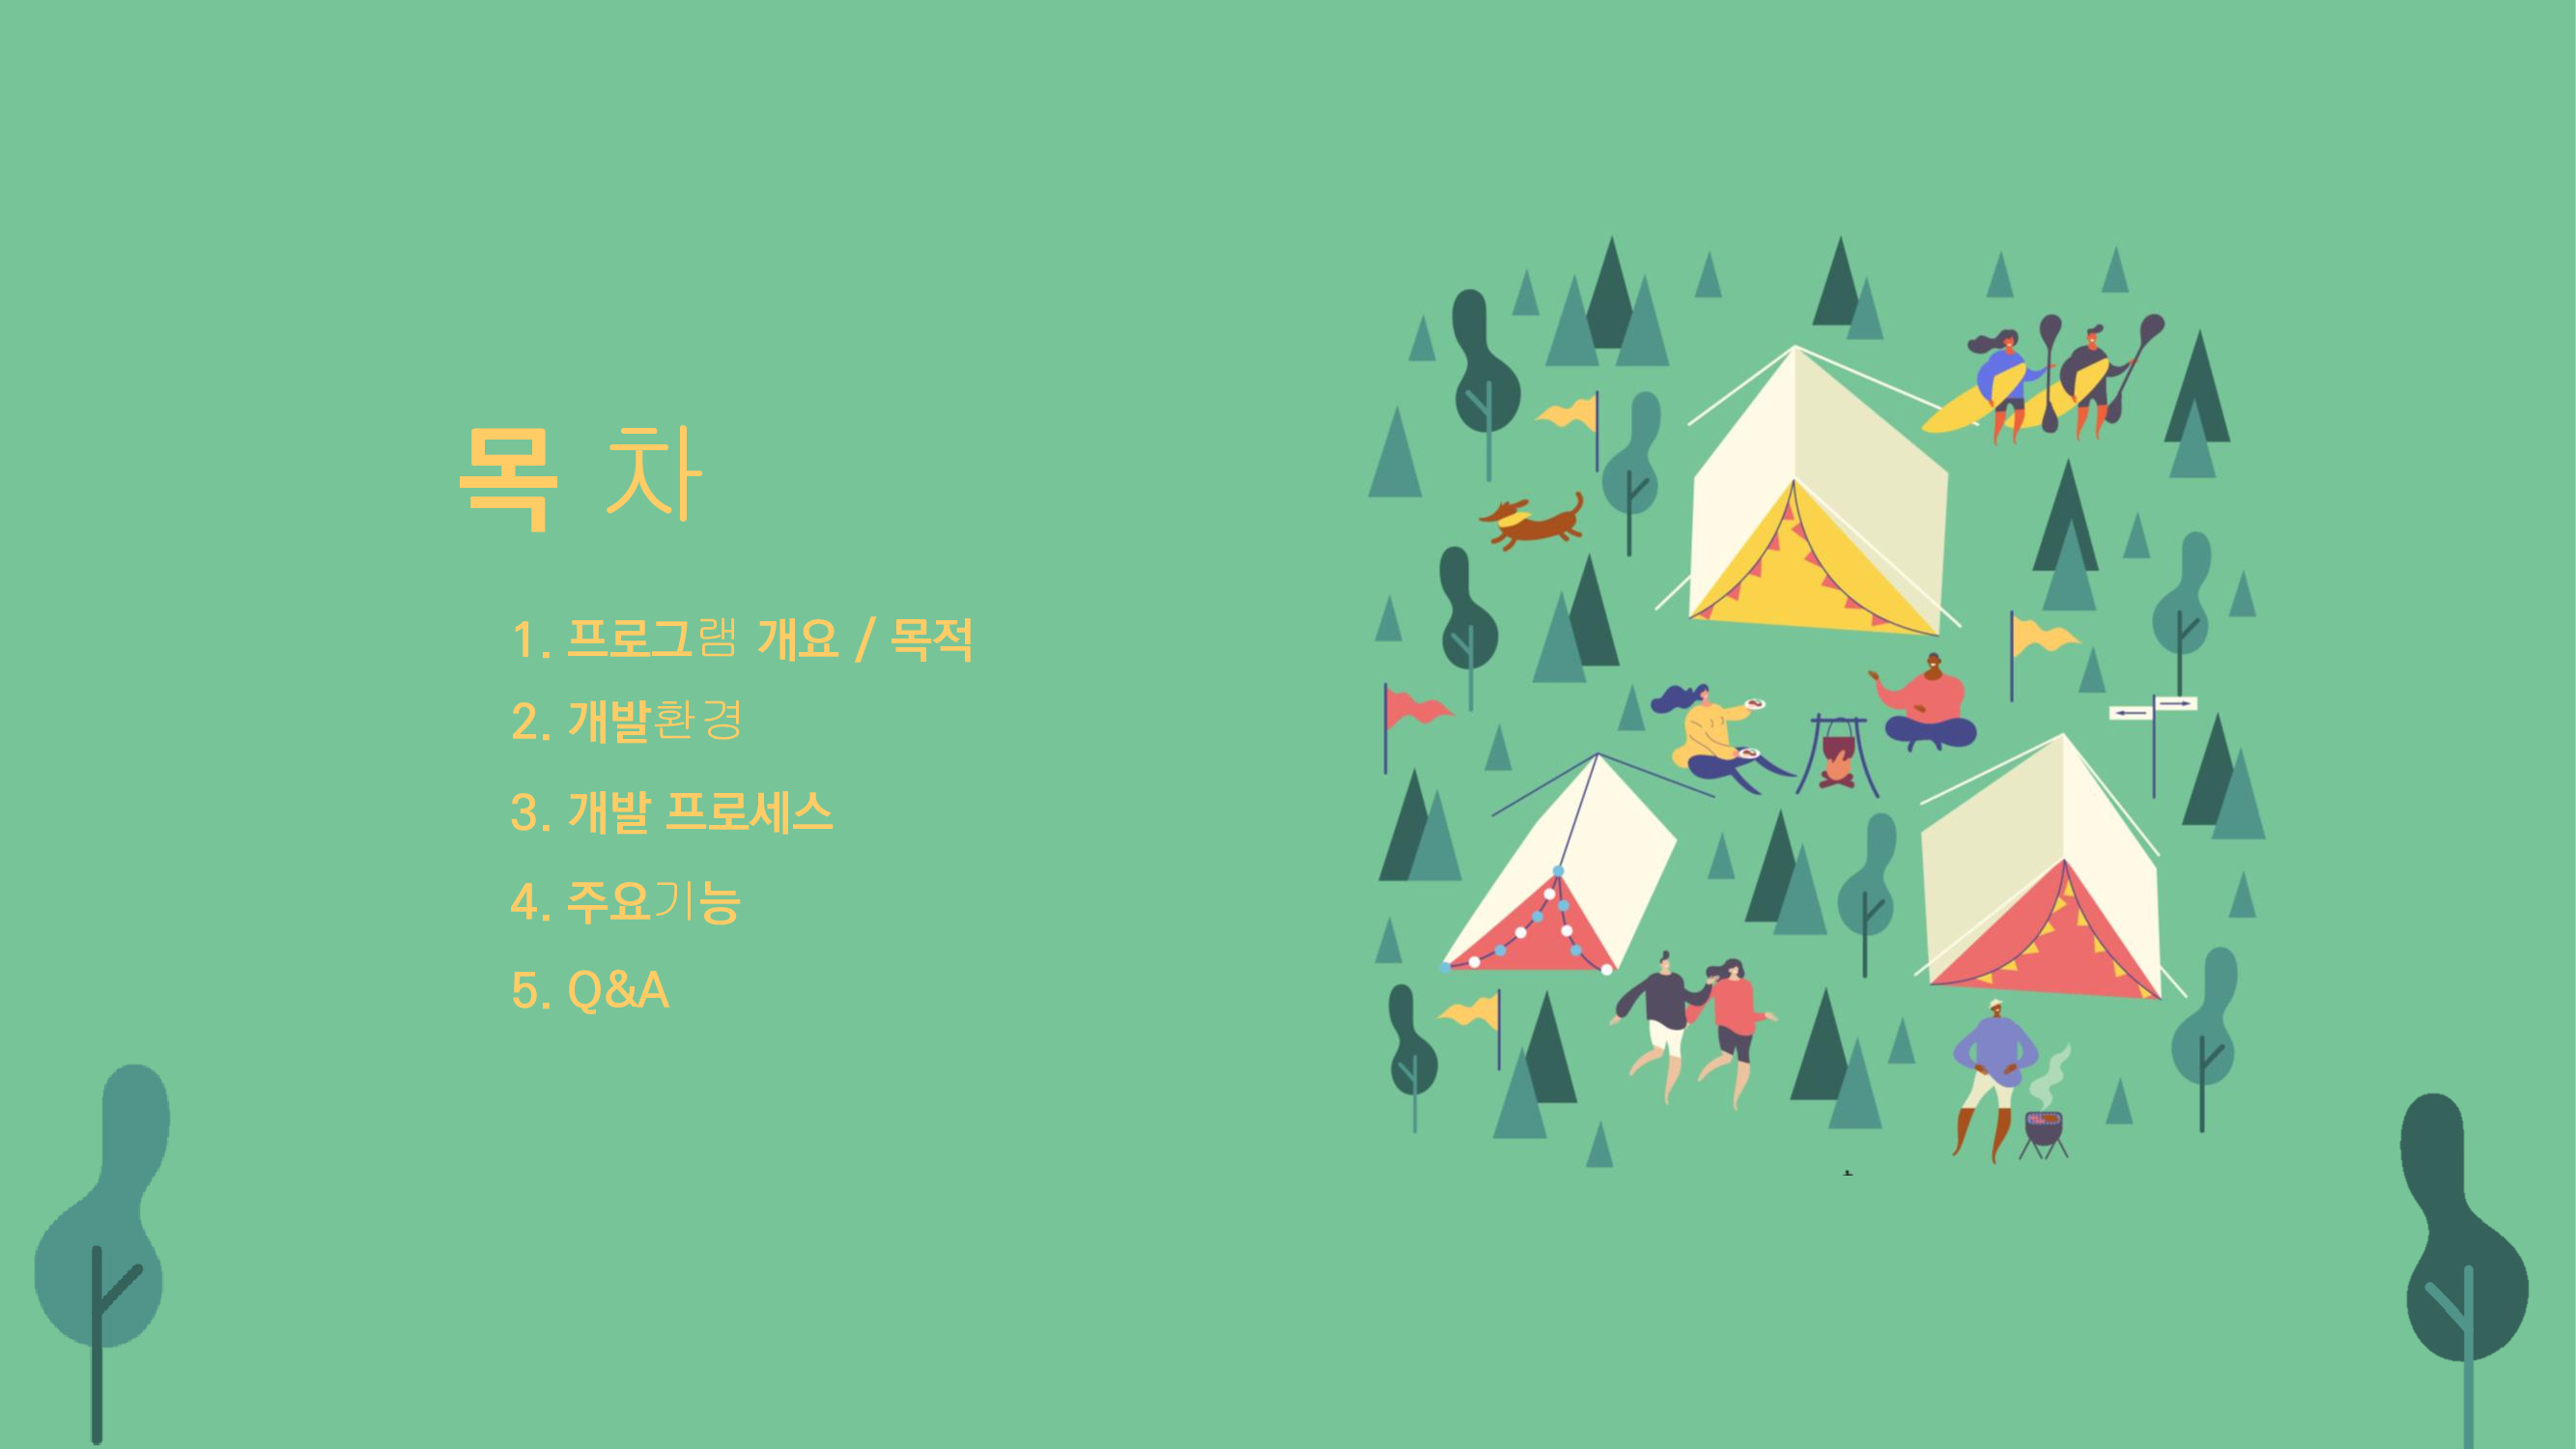 목 차
1. 프로그램 개요 / 목적
2. 개발환경
3. 개발 프로세스
4. 주요기능
5. Q&A